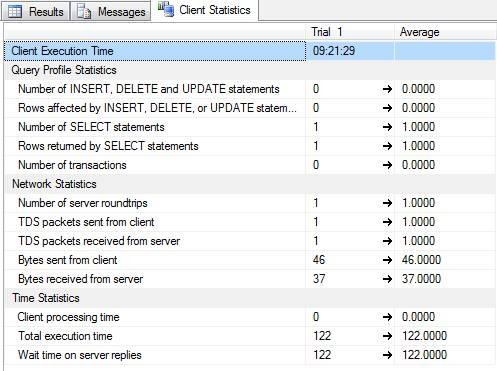 Results Messages Client Statistics
Trial 1 Average
Client Execution Time 09:21:29
Query Profile Statistics
Number of INSERT, DELETE and UPDATE statements 0 → 0.0000
Rows affected by INSERT, DELETE, or UPDATE statem... 0 → 0.0000
Number of SELECT statements 1 → 1.0000
Rows returned by SELECT statements 1 → 1.0000
Number of transactions 0 → 0.0000
Network Statistics
Number of server roundtrips 1 → 1.0000
TDS packets sent from client 1 → 1.0000
TDS packets received from server 1 → 1.0000
Bytes sent from client 46 → 46.0000
Bytes received from server 37 → 37.0000
Time Statistics
Client processing time 0 → 0.0000
Total execution time 122 → 122.0000
Wait time on server replies 122 → 122.0000